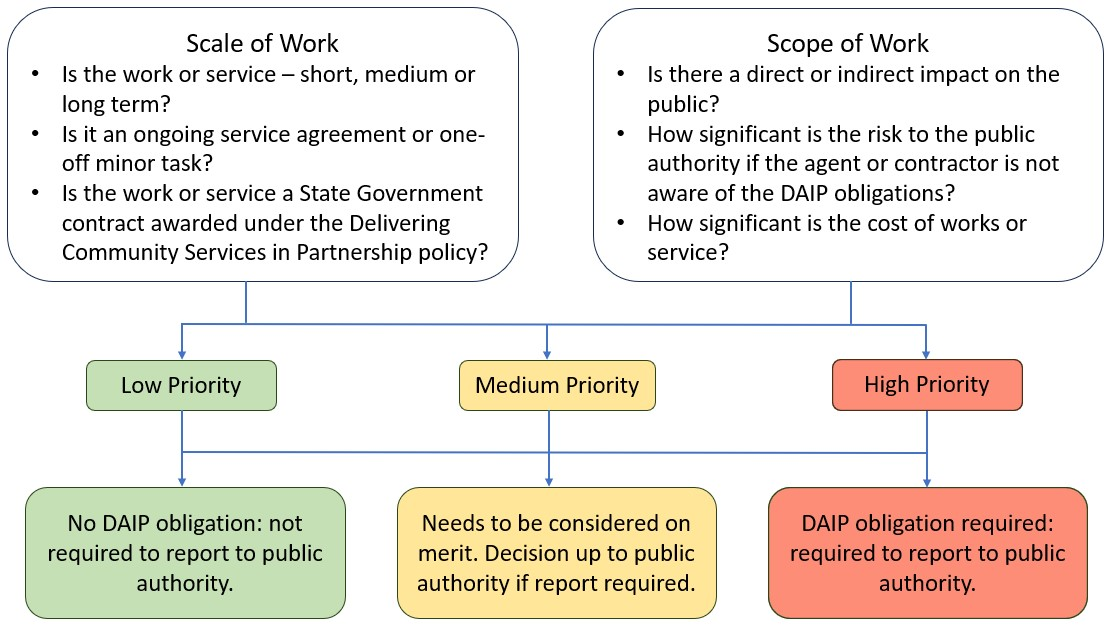 Scale of Work
• Is the work or service – short, medium or
long term?
• Is it an ongoing service agreement or one-
off minor task?
• Is the work or service a State Government
contract awarded under the Delivering
Community Services in Partnership policy?
Scope of Work
• Is there a direct or indirect impact on the
public?
• How significant is the risk to the public
authority if the agent or contractor is not
aware of the DAIP obligations?
• How significant is the cost of works or
service?
Low Priority
Medium Priority
High Priority
No DAIP obligation: not
required to report to public
authority.
Needs to be considered on
merit. Decision up to public
authority if report required.
DAIP obligation required:
required to report to public
authority.